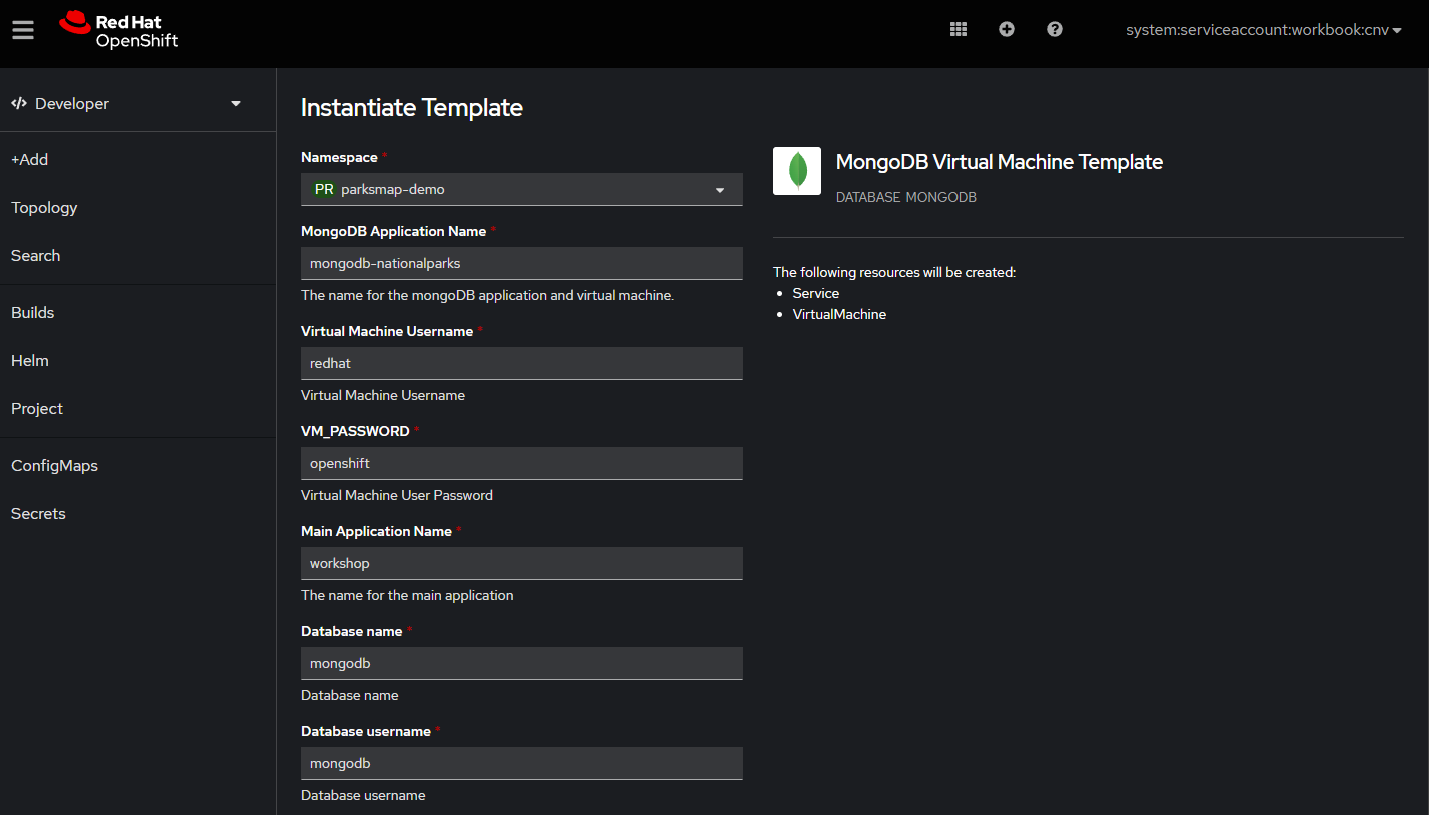 Red Hat
OpenShift
system:serviceaccount:workbook:cnv
Developer
+Add
Topology
Search
Builds
Helm
Project
ConfigMaps
Secrets
Instantiate Template
Namespace *
PR parksmap-demo
MongoDB Application Name *
mongodb-nationalparks
The name for the mongoDB application and virtual machine.
Virtual Machine Username *
redhat
Virtual Machine Username
VM_PASSWORD *
openshift
Virtual Machine User Password
Main Application Name *
workshop
The name for the main application
Database name *
mongodb
Database name
Database username *
mongodb
Database username
MongoDB Virtual Machine Template
DATABASE MONGODB
The following resources will be created:
• Service
• VirtualMachine